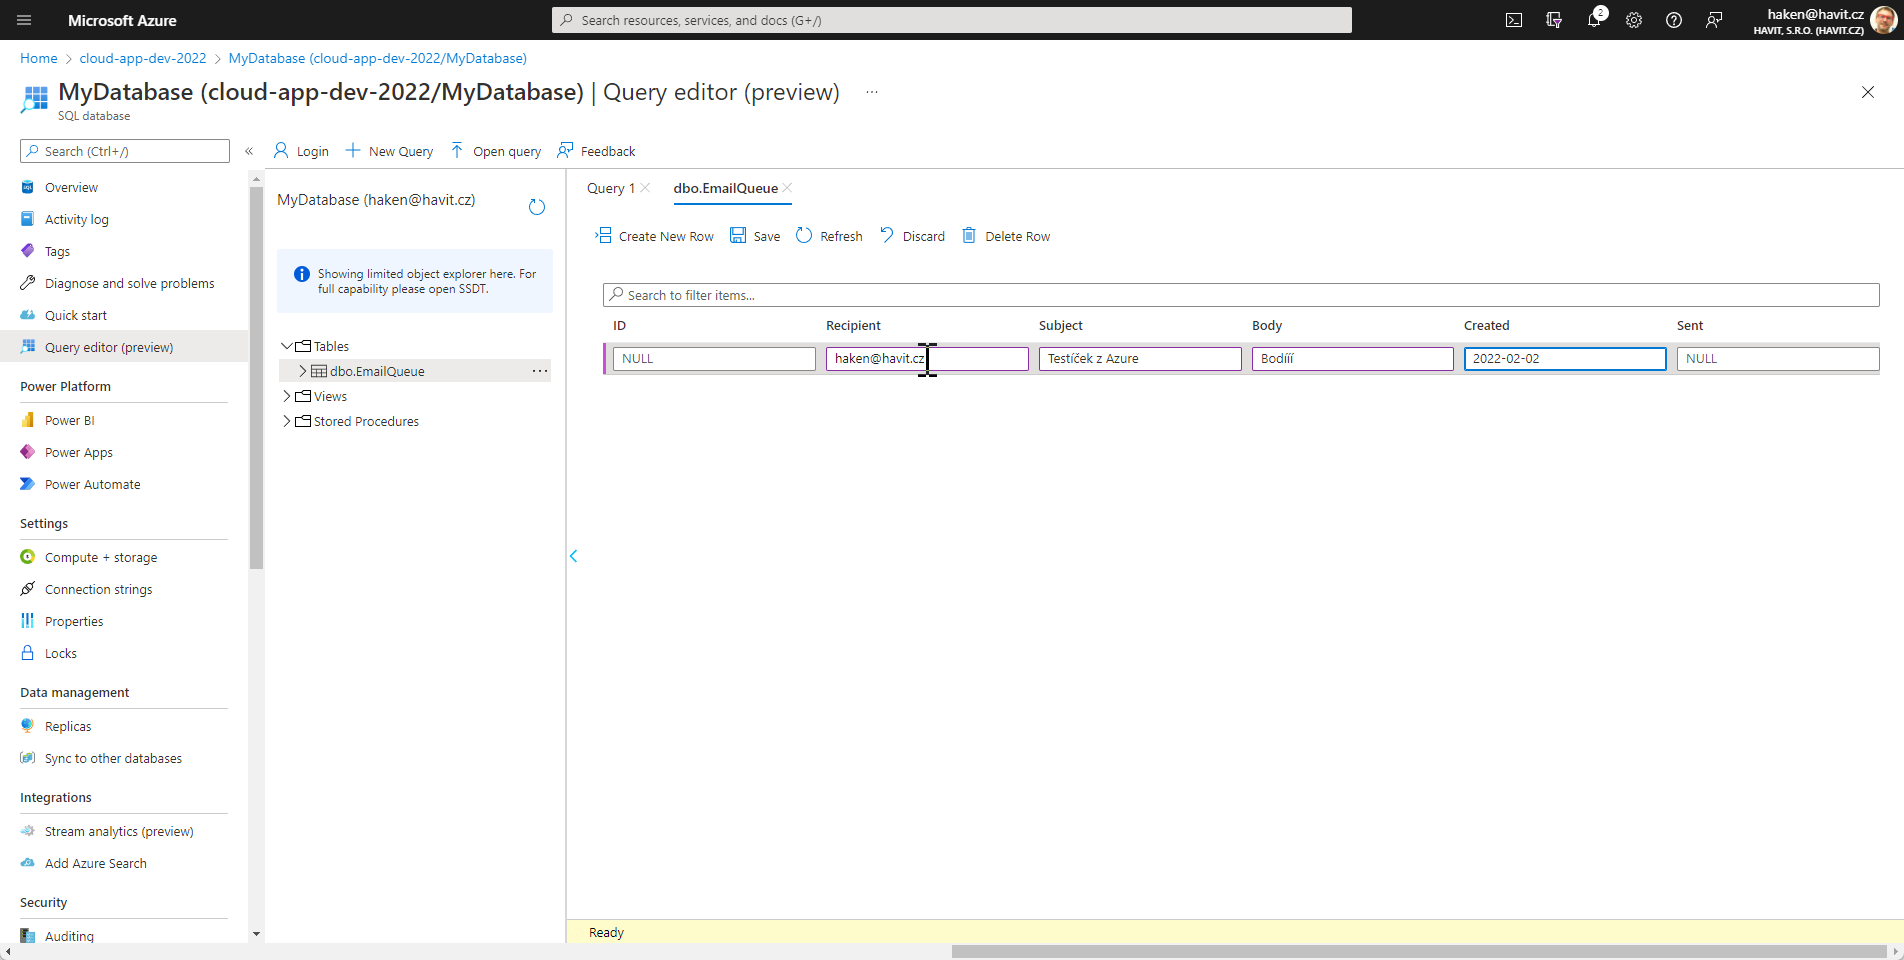 Microsoft Azure
Search resources, services, and docs (G+/)
2
haken@havit.cz
HAVIT, S.R.O. (HAVIT.CZ)
Home
cloud-app-dev-2022
MyDatabase (cloud-app-dev-2022/MyDatabase)
MyDatabase (cloud-app-dev-2022/MyDatabase) | Query editor (preview)
...
SQL database
Search (Ctrl+/)
«
Overview
Activity log
Tags
Diagnose and solve problems
Quick start
Query editor (preview)
Power Platform
Power BI
Power Apps
Power Automate
Settings
Compute + storage
Connection strings
Properties
Locks
Data management
Replicas
Sync to other databases
Integrations
Stream analytics (preview)
Add Azure Search
Security
Auditing
Login
New Query
Open query
Feedback
MyDatabase (haken@havit.cz)
Showing limited object explorer here. For
full capability please open SSDT.
Tables
dbo.EmailQueue
...
Views
Stored Procedures
Query 1
dbo.EmailQueue
Create New Row
Save
Refresh
Discard
Delete Row
Search to filter items...
ID Recipient Subject Body Created Sent
NULL haken@havit.cz Testíček z Azure Bodííí 2022-02-02 NULL
Ready